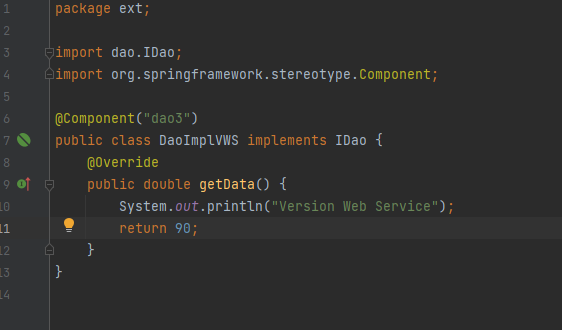 1 package ext;
2
3 import dao.IDao;
4 import org.springframework.stereotype.Component;
5
6 @Component("dao3")
7 public class DaoImplVWS implements IDao {
8     @Override
9     public double getData() {
10         System.out.println("Version Web Service");
11         return 90;
12     }
13 }
14